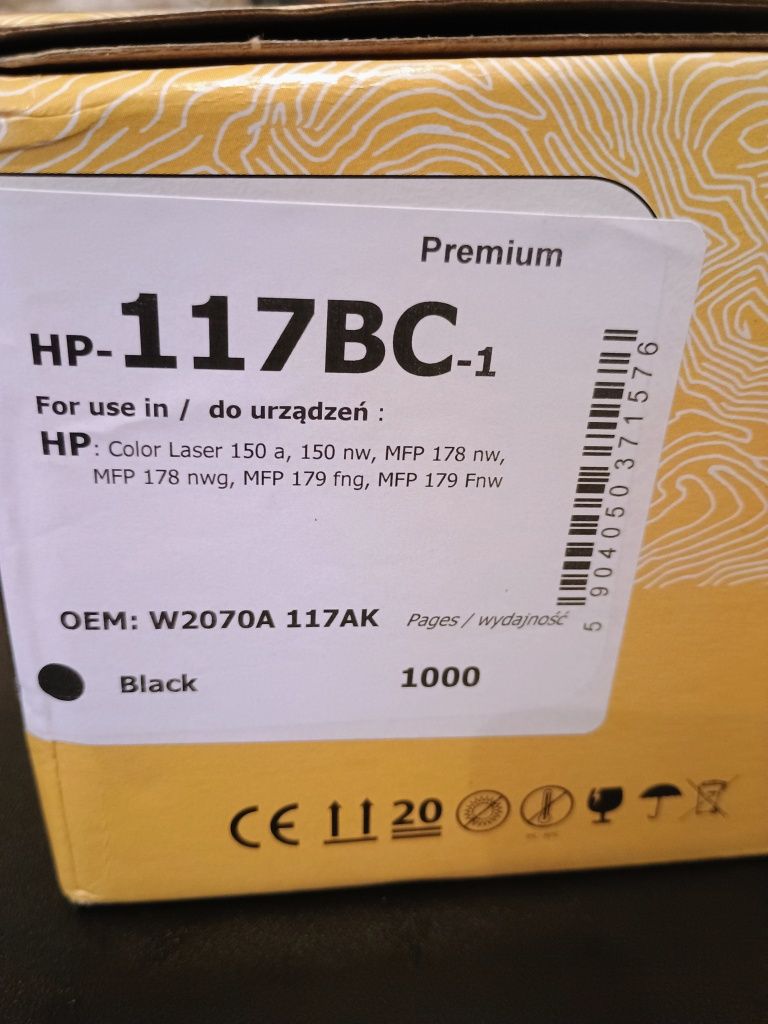 Premium
HP-117BC-1
For use in / do urządzeń :
HP: Color Laser 150 a, 150 nw, MFP 178 nw,
MFP 178 nwg, MFP 179 fng, MFP 179 Fnw
OEM: W2070A 117AK Pages / wydajność
Black 1000
5 904050 371576
CE 20